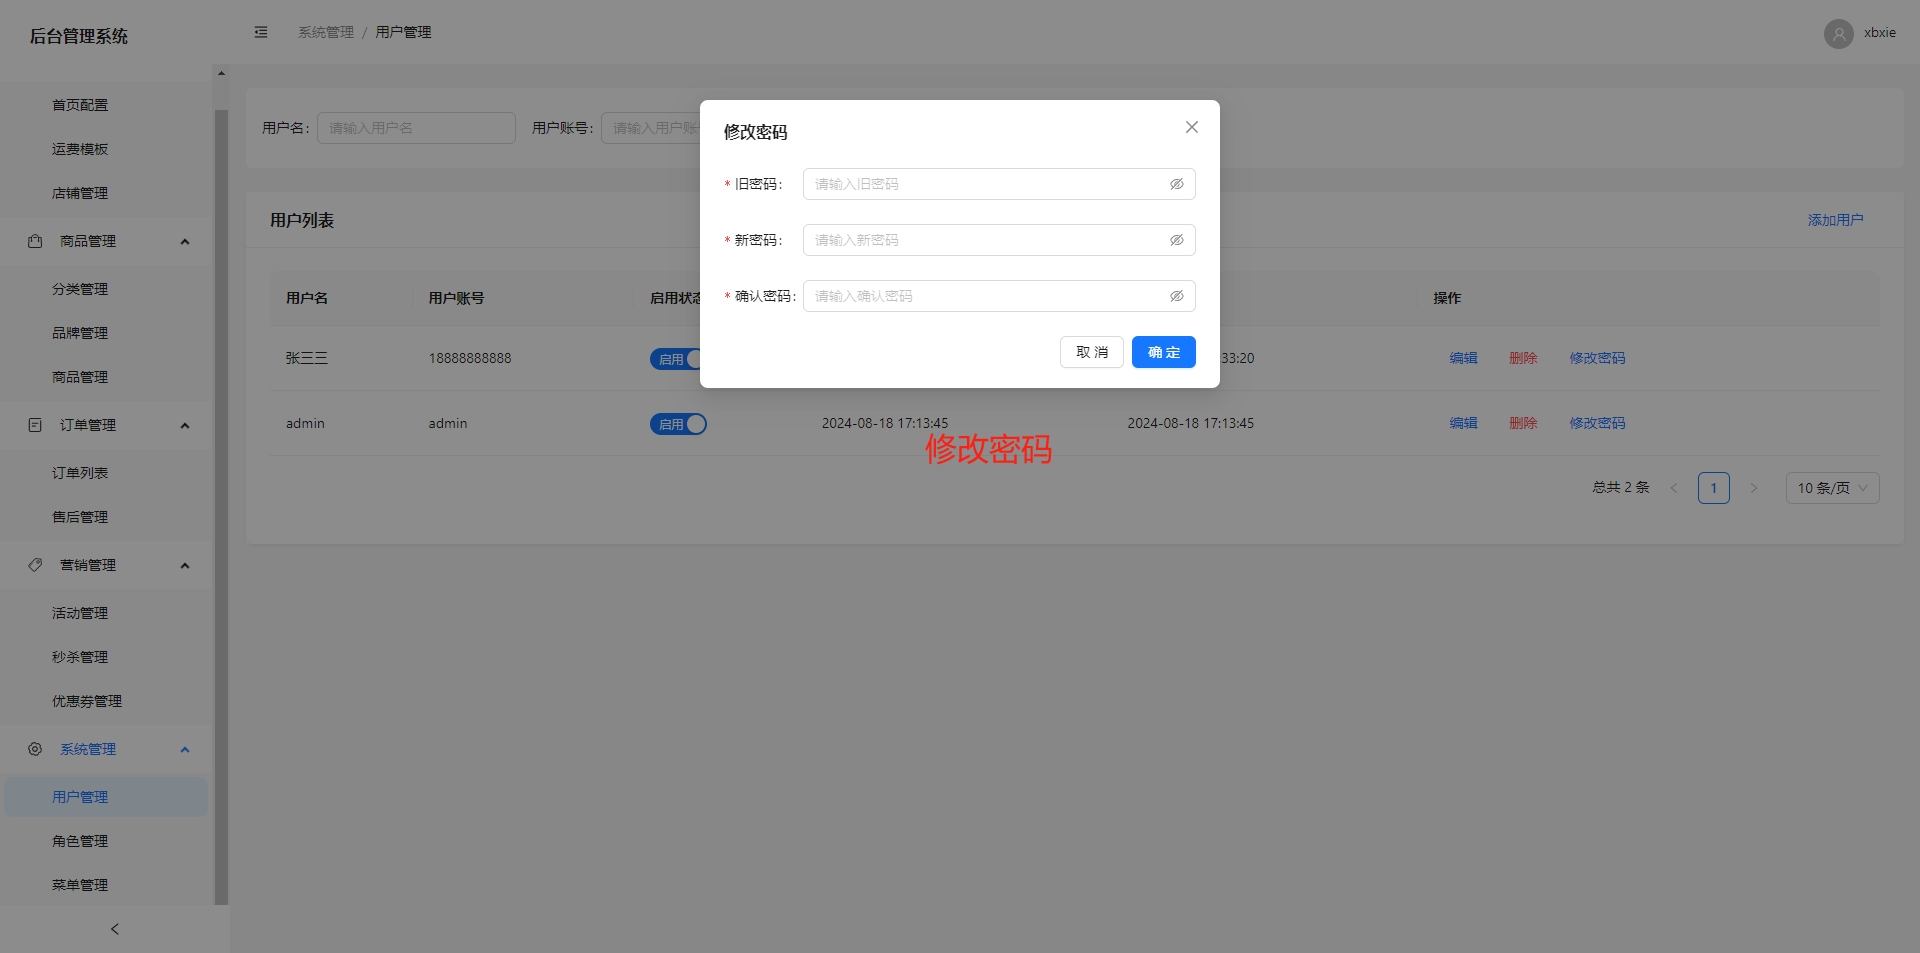 后台管理系统
系统管理 / 用户管理
xbxie
首页配置
运费模板
店铺管理
商品管理
分类管理
品牌管理
商品管理
订单管理
订单列表
售后管理
营销管理
活动管理
秒杀管理
优惠券管理
系统管理
用户管理
角色管理
菜单管理
用户名: 请输入用户名 用户账号: 请输入用户账
用户列表
添加用户
用户名 用户账号 启用状态 操作
张三三 18888888888 启用 33:20 编辑 删除 修改密码
admin admin 启用 2024-08-18 17:13:45 2024-08-18 17:13:45 编辑 删除 修改密码
总共 2 条 1 10 条/页
修改密码
* 旧密码: 请输入旧密码
* 新密码: 请输入新密码
* 确认密码: 请输入确认密码
取 消 确 定
修改密码